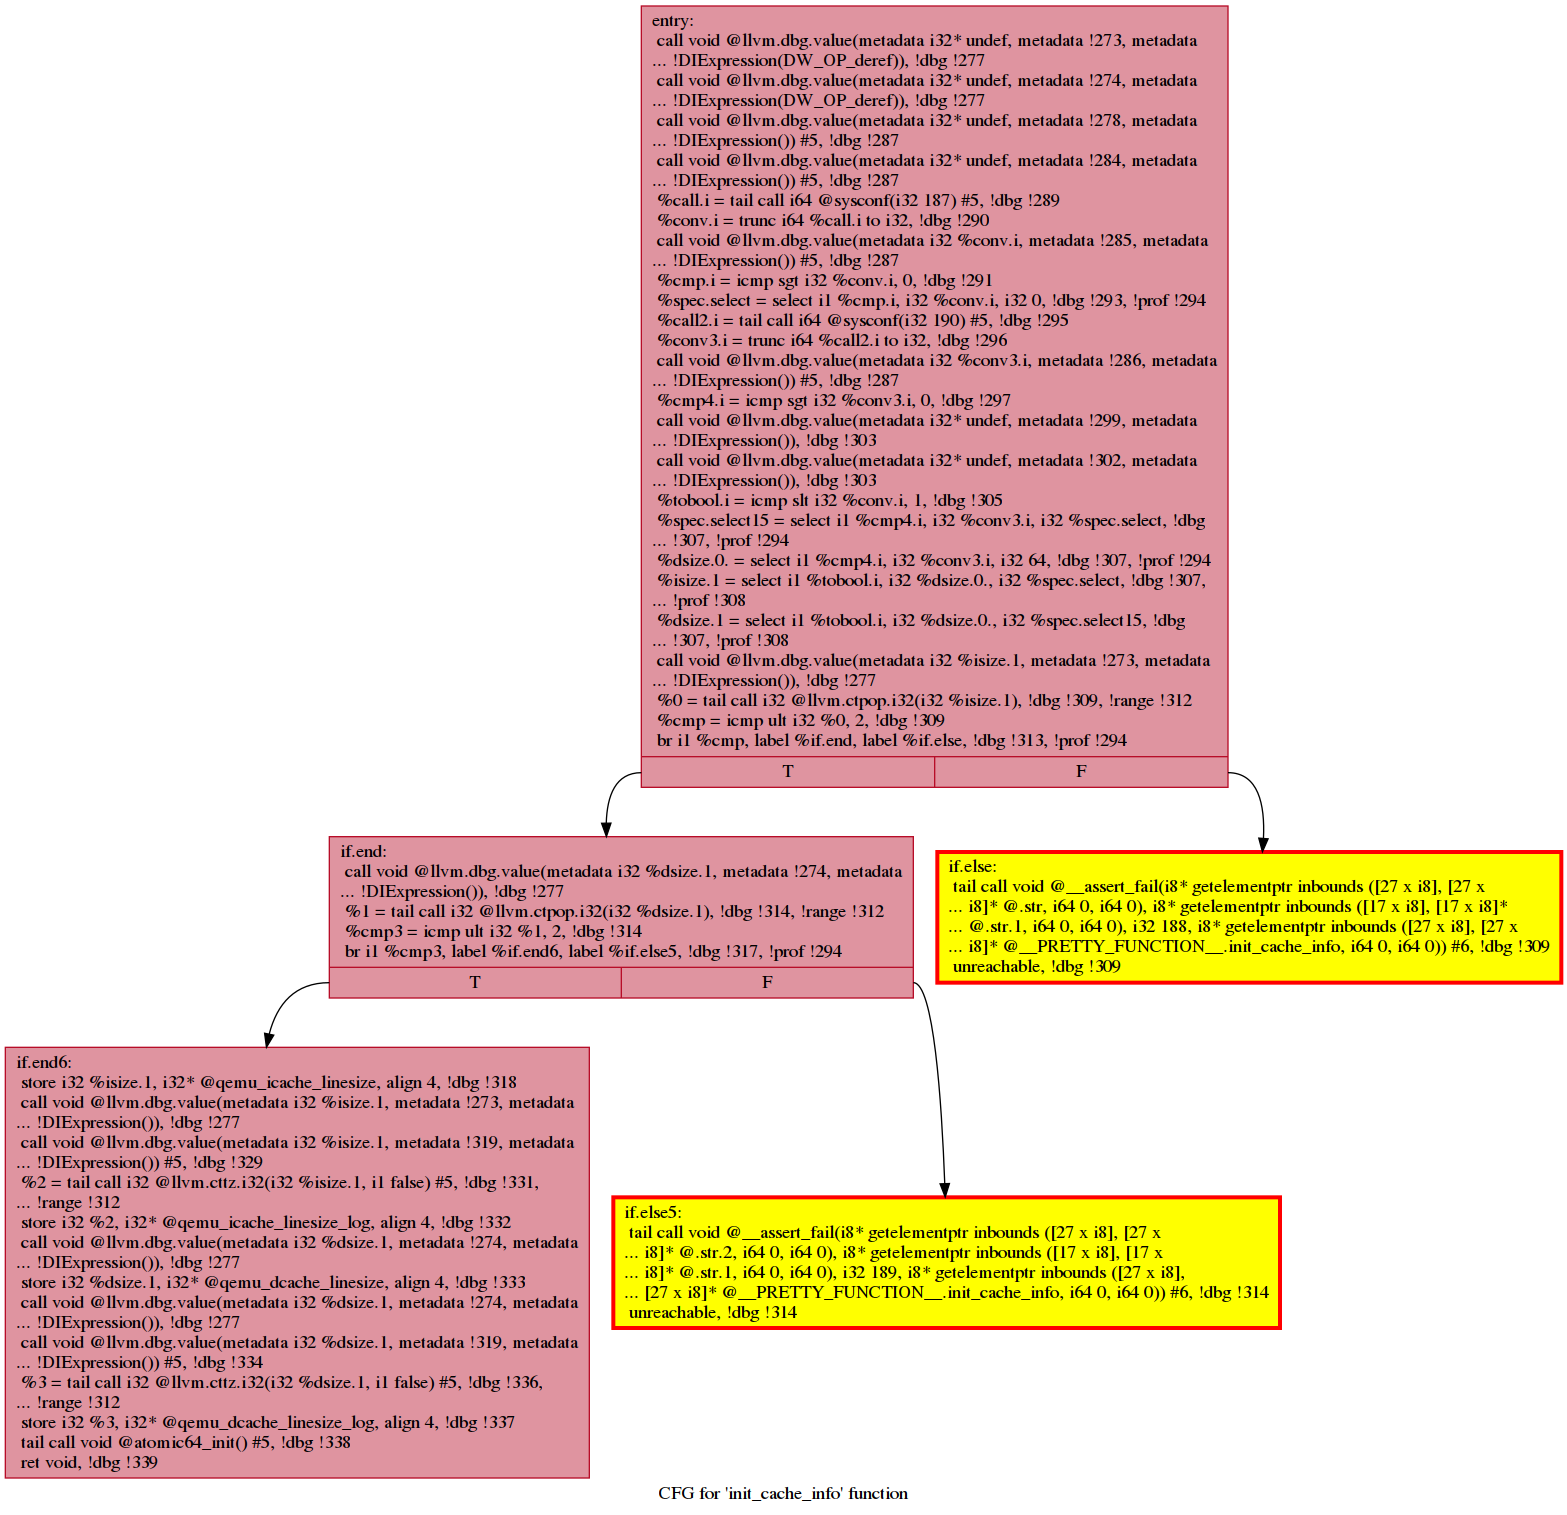 entry:
call void @llvm.dbg.value(metadata i32* undef, metadata !273, metadata
... !DIExpression(DW_OP_deref)), !dbg !277
call void @llvm.dbg.value(metadata i32* undef, metadata !274, metadata
... !DIExpression(DW_OP_deref)), !dbg !277
call void @llvm.dbg.value(metadata i32* undef, metadata !278, metadata
... !DIExpression()) #5, !dbg !287
call void @llvm.dbg.value(metadata i32* undef, metadata !284, metadata
... !DIExpression()) #5, !dbg !287
%call.i = tail call i64 @sysconf(i32 187) #5, !dbg !289
%conv.i = trunc i64 %call.i to i32, !dbg !290
call void @llvm.dbg.value(metadata i32 %conv.i, metadata !285, metadata
... !DIExpression()) #5, !dbg !287
%cmp.i = icmp sgt i32 %conv.i, 0, !dbg !291
%spec.select = select i1 %cmp.i, i32 %conv.i, i32 0, !dbg !293, !prof !294
%call2.i = tail call i64 @sysconf(i32 190) #5, !dbg !295
%conv3.i = trunc i64 %call2.i to i32, !dbg !296
call void @llvm.dbg.value(metadata i32 %conv3.i, metadata !286, metadata
... !DIExpression()) #5, !dbg !287
%cmp4.i = icmp sgt i32 %conv3.i, 0, !dbg !297
call void @llvm.dbg.value(metadata i32* undef, metadata !299, metadata
... !DIExpression()), !dbg !303
call void @llvm.dbg.value(metadata i32* undef, metadata !302, metadata
... !DIExpression()), !dbg !303
%tobool.i = icmp slt i32 %conv.i, 1, !dbg !305
%spec.select15 = select i1 %cmp4.i, i32 %conv3.i, i32 %spec.select, !dbg
... !307, !prof !294
%dsize.0. = select i1 %cmp4.i, i32 %conv3.i, i32 64, !dbg !307, !prof !294
%isize.1 = select i1 %tobool.i, i32 %dsize.0., i32 %spec.select, !dbg !307,
... !prof !308
%dsize.1 = select i1 %tobool.i, i32 %dsize.0., i32 %spec.select15, !dbg
... !307, !prof !308
call void @llvm.dbg.value(metadata i32 %isize.1, metadata !273, metadata
... !DIExpression()), !dbg !277
%0 = tail call i32 @llvm.ctpop.i32(i32 %isize.1), !dbg !309, !range !312
%cmp = icmp ult i32 %0, 2, !dbg !309
br i1 %cmp, label %if.end, label %if.else, !dbg !313, !prof !294
T F
if.end:
call void @llvm.dbg.value(metadata i32 %dsize.1, metadata !274, metadata
... !DIExpression()), !dbg !277
%1 = tail call i32 @llvm.ctpop.i32(i32 %dsize.1), !dbg !314, !range !312
%cmp3 = icmp ult i32 %1, 2, !dbg !314
br i1 %cmp3, label %if.end6, label %if.else5, !dbg !317, !prof !294
T F
if.else:
tail call void @__assert_fail(i8* getelementptr inbounds ([27 x i8], [27 x
... i8]* @.str, i64 0, i64 0), i8* getelementptr inbounds ([17 x i8], [17 x i8]*
... @.str.1, i64 0, i64 0), i32 188, i8* getelementptr inbounds ([27 x i8], [27 x
... i8]* @__PRETTY_FUNCTION__.init_cache_info, i64 0, i64 0)) #6, !dbg !309
unreachable, !dbg !309
if.end6:
store i32 %isize.1, i32* @qemu_icache_linesize, align 4, !dbg !318
call void @llvm.dbg.value(metadata i32 %isize.1, metadata !273, metadata
... !DIExpression()), !dbg !277
call void @llvm.dbg.value(metadata i32 %isize.1, metadata !319, metadata
... !DIExpression()) #5, !dbg !329
%2 = tail call i32 @llvm.cttz.i32(i32 %isize.1, i1 false) #5, !dbg !331,
... !range !312
store i32 %2, i32* @qemu_icache_linesize_log, align 4, !dbg !332
call void @llvm.dbg.value(metadata i32 %dsize.1, metadata !274, metadata
... !DIExpression()), !dbg !277
store i32 %dsize.1, i32* @qemu_dcache_linesize, align 4, !dbg !333
call void @llvm.dbg.value(metadata i32 %dsize.1, metadata !274, metadata
... !DIExpression()), !dbg !277
call void @llvm.dbg.value(metadata i32 %dsize.1, metadata !319, metadata
... !DIExpression()) #5, !dbg !334
%3 = tail call i32 @llvm.cttz.i32(i32 %dsize.1, i1 false) #5, !dbg !336,
... !range !312
store i32 %3, i32* @qemu_dcache_linesize_log, align 4, !dbg !337
tail call void @atomic64_init() #5, !dbg !338
ret void, !dbg !339
if.else5:
tail call void @__assert_fail(i8* getelementptr inbounds ([27 x i8], [27 x
... i8]* @.str.2, i64 0, i64 0), i8* getelementptr inbounds ([17 x i8], [17 x
... i8]* @.str.1, i64 0, i64 0), i32 189, i8* getelementptr inbounds ([27 x i8],
... [27 x i8]* @__PRETTY_FUNCTION__.init_cache_info, i64 0, i64 0)) #6, !dbg !314
unreachable, !dbg !314
CFG for 'init_cache_info' function